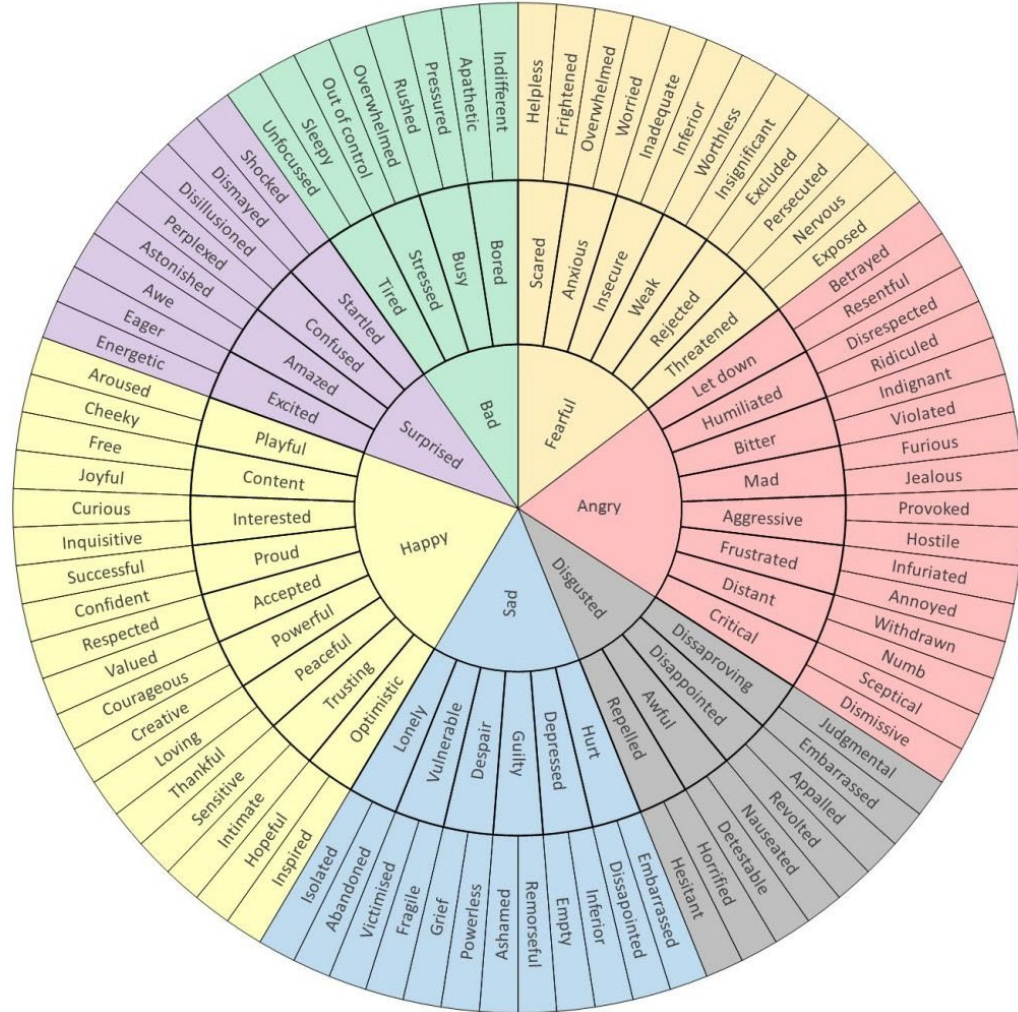 Fearful
Angry
Disgusted
Sad
Happy
Surprised
Bad
Scared
Anxious
Insecure
Weak
Rejected
Threatened
Let down
Humiliated
Bitter
Mad
Aggressive
Frustrated
Distant
Critical
Dissaproving
Disappointed
Awful
Repelled
Hurt
Depressed
Guilty
Despair
Vulnerable
Lonely
Optimistic
Trusting
Peaceful
Powerful
Accepted
Proud
Interested
Content
Playful
Excited
Amazed
Confused
Startled
Tired
Stressed
Busy
Bored
Helpless
Frightened
Overwhelmed
Worried
Inadequate
Inferior
Worthless
Insignificant
Excluded
Persecuted
Nervous
Exposed
Betrayed
Resentful
Disrespected
Ridiculed
Indignant
Violated
Furious
Jealous
Provoked
Hostile
Infuriated
Annoyed
Withdrawn
Numb
Sceptical
Dismissive
Judgmental
Embarrassed
Appalled
Revolted
Nauseated
Detestable
Horrified
Hesitant
Embarrassed
Dissapointed
Inferior
Empty
Remorseful
Ashamed
Powerless
Grief
Fragile
Victimised
Abandoned
Isolated
Inspired
Hopeful
Intimate
Sensitive
Thankful
Loving
Creative
Courageous
Valued
Respected
Confident
Successful
Inquisitive
Curious
Joyful
Free
Cheeky
Aroused
Energetic
Eager
Awe
Astonished
Perplexed
Disillusioned
Dismayed
Shocked
Unfocussed
Sleepy
Out of control
Overwhelmed
Rushed
Pressured
Apathetic
Indifferent